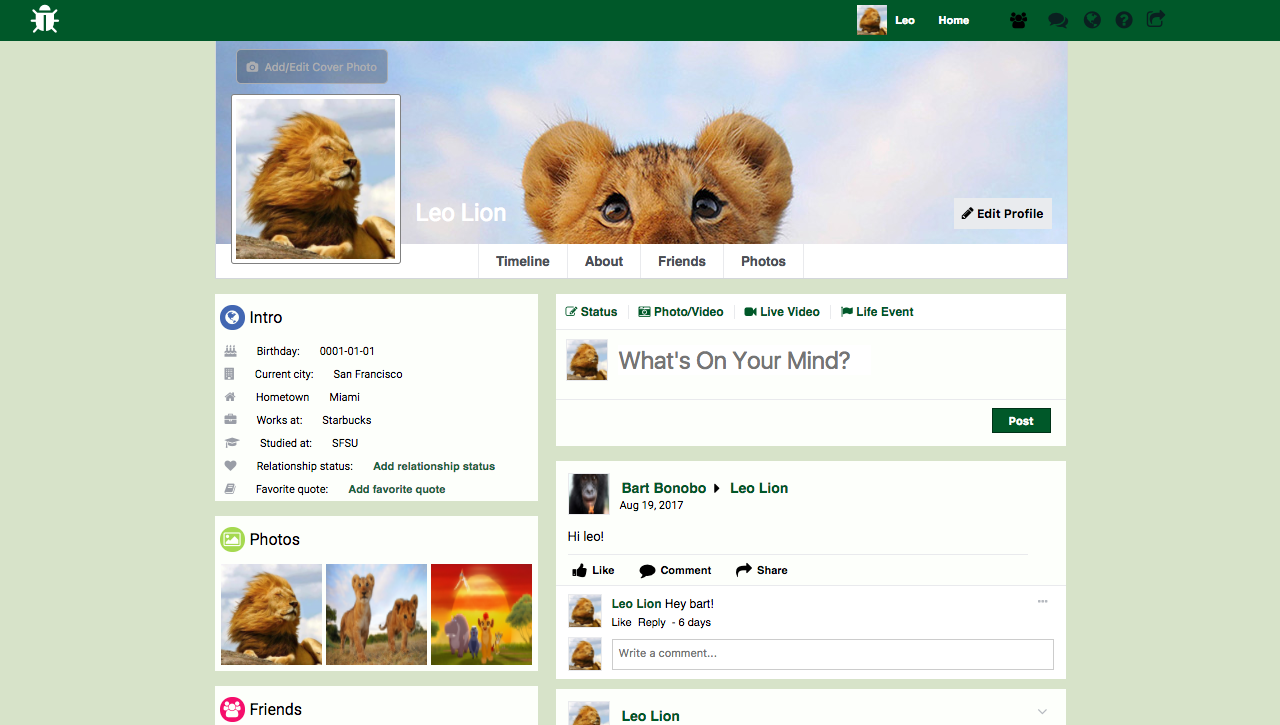 Leo Home
Add/Edit Cover Photo
Leo Lion
Edit Profile
Timeline About Friends Photos
Intro
Birthday: 0001-01-01
Current city: San Francisco
Hometown Miami
Works at: Starbucks
Studied at: SFSU
Relationship status: Add relationship status
Favorite quote: Add favorite quote
Photos
Friends
Status Photo/Video Live Video Life Event
What's On Your Mind?
Post
Bart Bonobo Leo Lion
Aug 19, 2017
Hi leo!
Like Comment Share
Leo Lion Hey bart!
Like Reply - 6 days
Write a comment...
Leo Lion